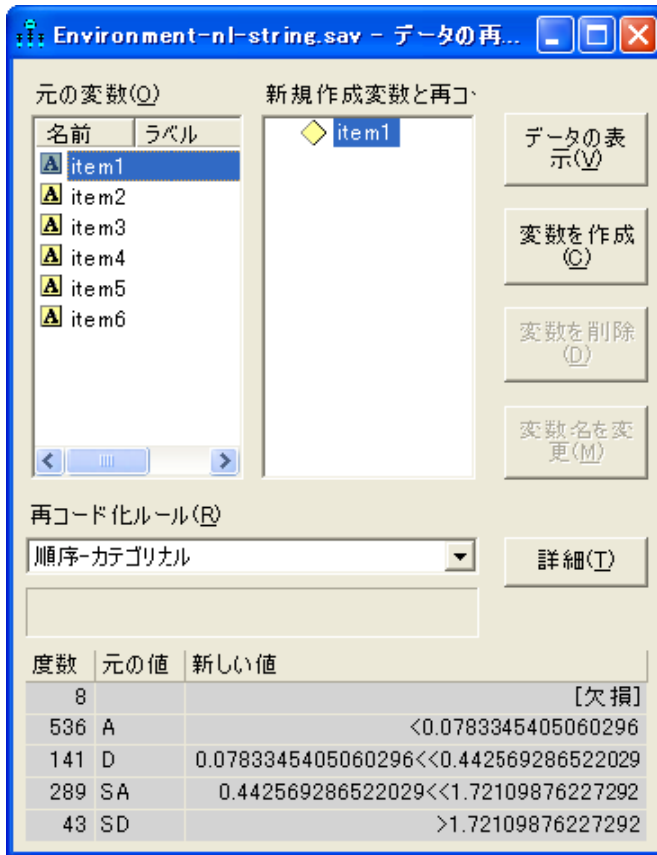 Environment-nl-string.sav - データの再...
元の変数(O)
新規作成変数と再コ
名前 ラベル
item1
item2
item3
item4
item5
item6
item1
データの表
示(V)
変数を作成
(C)
変数を削除
(D)
変数名を変
更(M)
再コード化ルール(R)
順序-カテゴリカル
詳細(T)
度数 元の値 新しい値
8 [欠損]
536 A <0.0783345405060296
141 D 0.0783345405060296<<0.442569286522029
289 SA 0.442569286522029<<1.72109876227292
43 SD >1.72109876227292